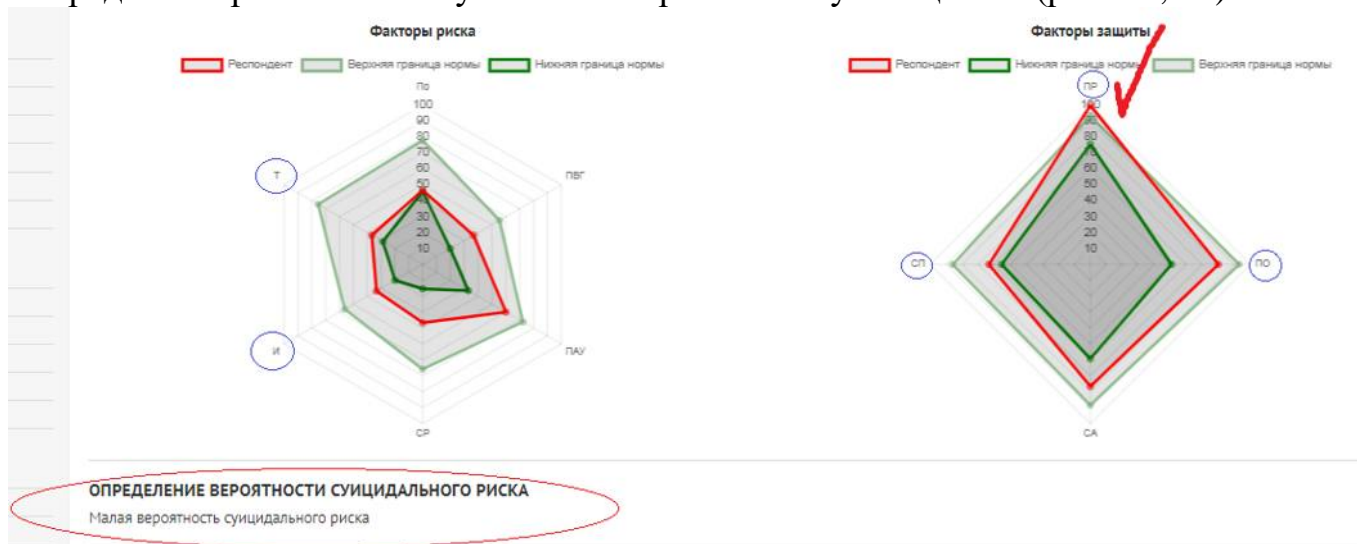 Факторы риска
Респондент Верхняя граница нормы Нижняя граница нормы
По
100
90
80
70
60
50
40
30
20
10
Т
ПВГ
И
ПАУ
СР
Факторы защиты
Респондент Нижняя граница нормы Верхняя граница нормы
ПР
100
90
80
70
60
50
40
30
20
10
СП
ПО
СА
ОПРЕДЕЛЕНИЕ ВЕРОЯТНОСТИ СУИЦИДАЛЬНОГО РИСКА
Малая вероятность суицидального риска